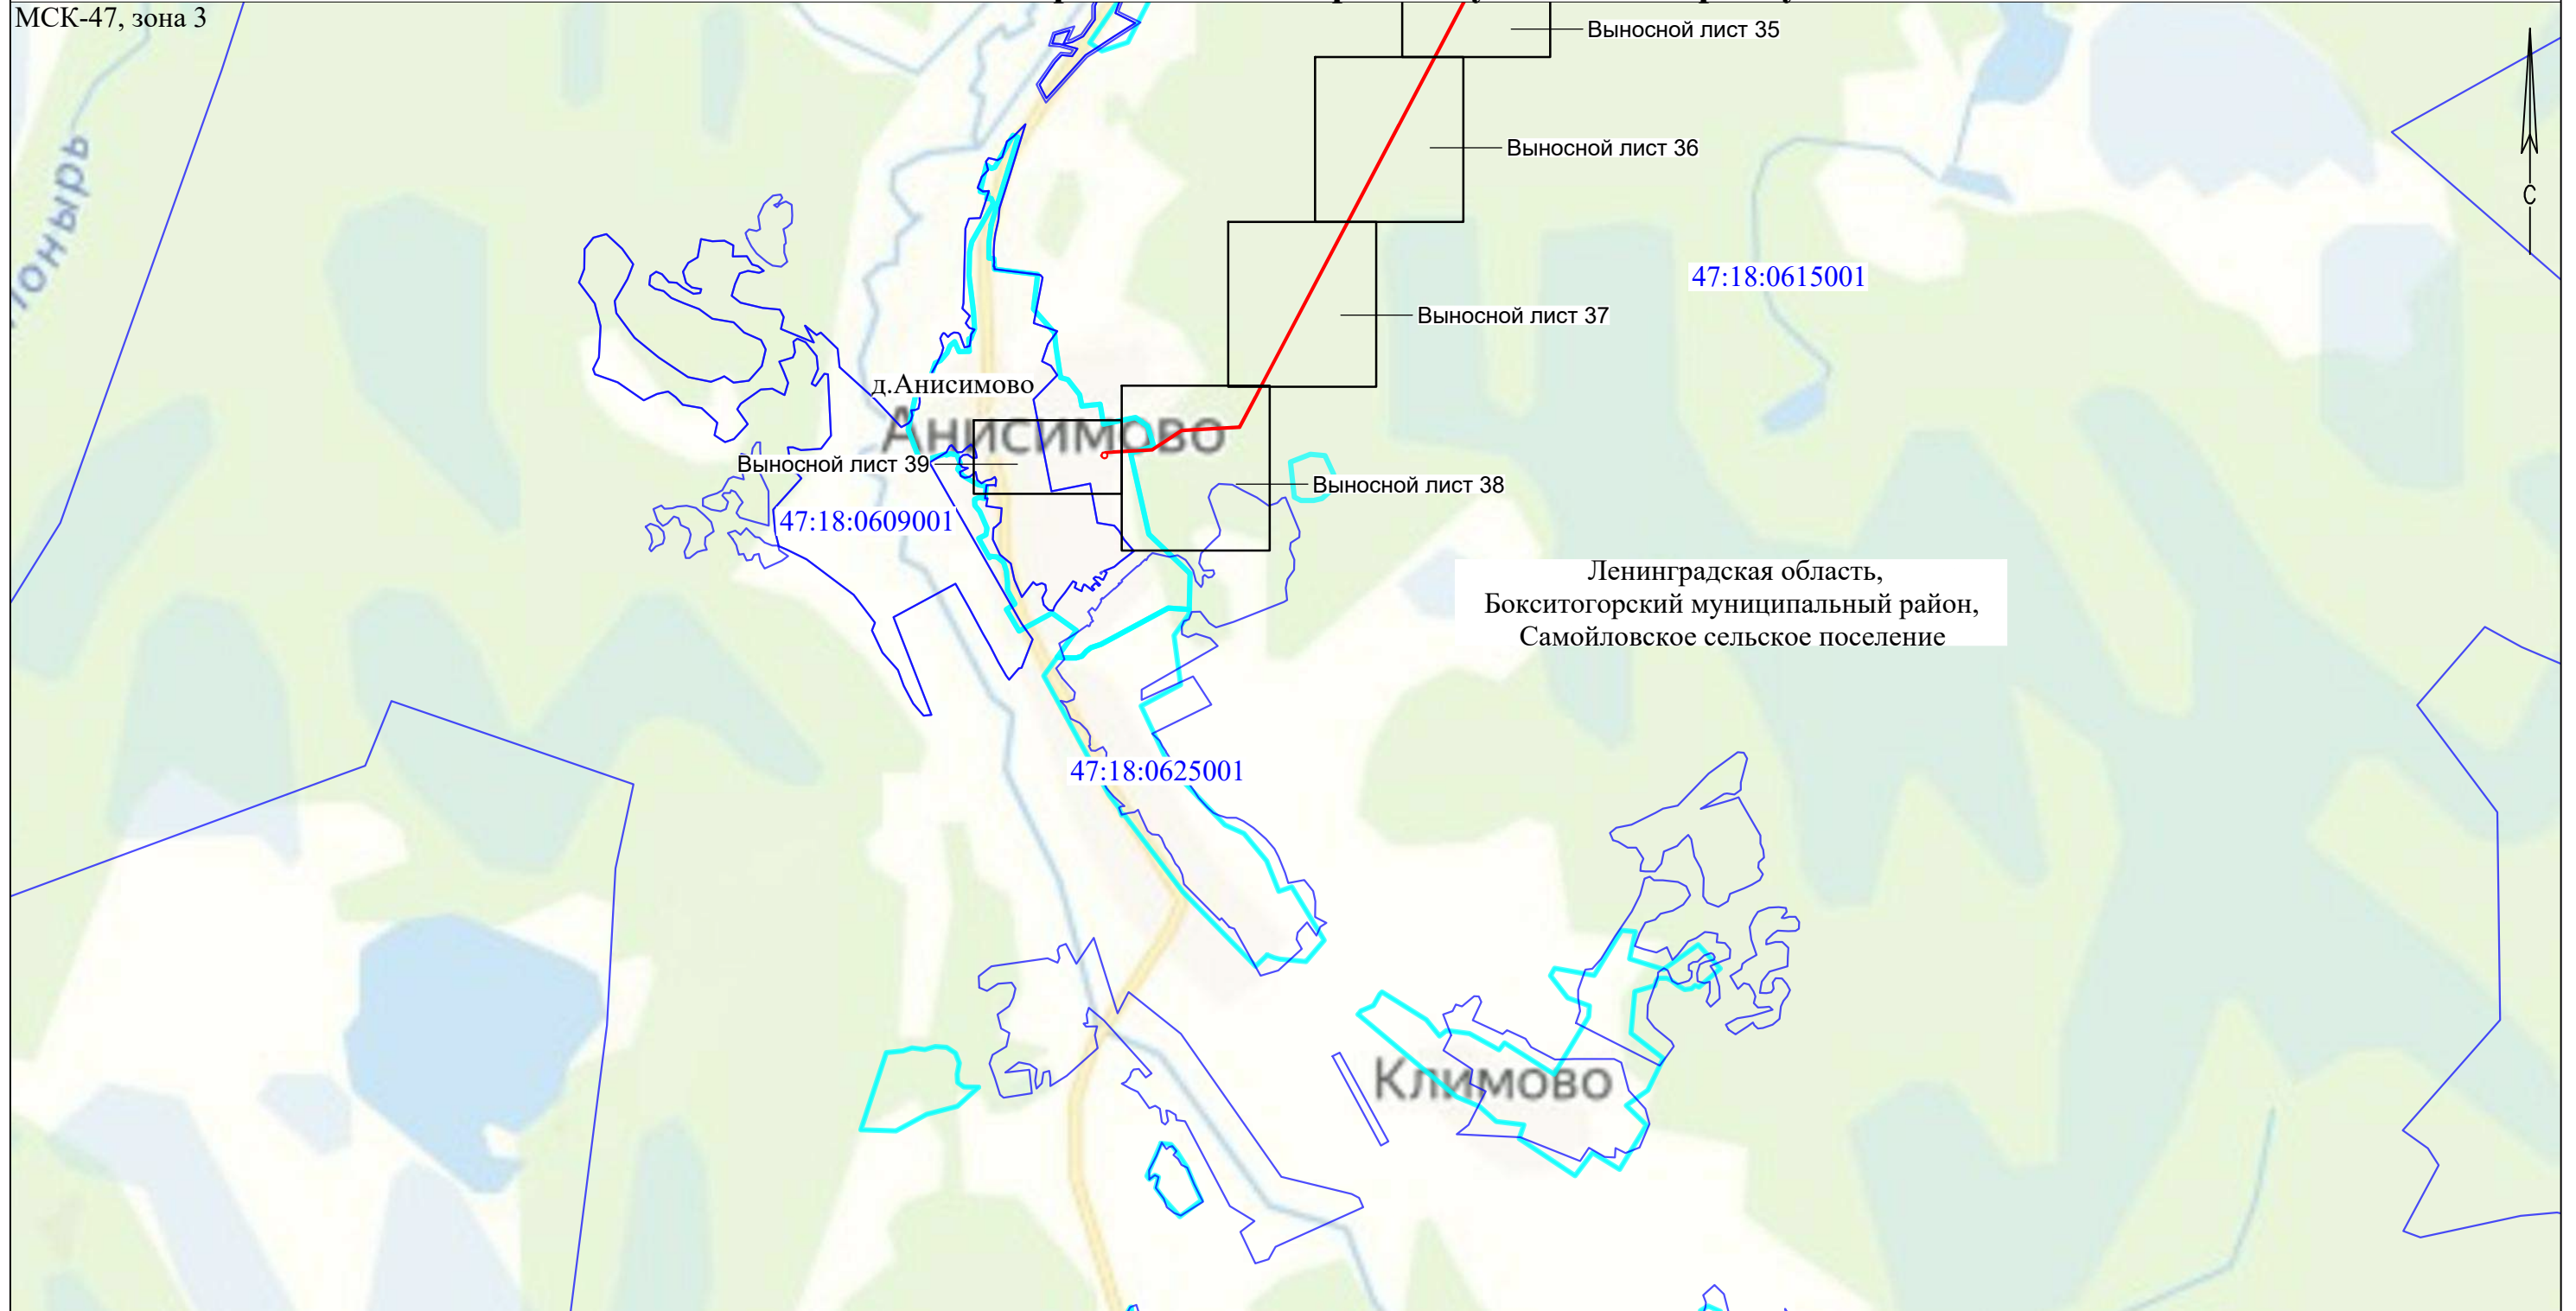 МСК-47, зона 3
Выносной лист 35
Выносной лист 36
С
47:18:0615001
Выносной лист 37
д.Анисимово
Анисимово
Выносной лист 39
Выносной лист 38
47:18:0609001
Ленинградская область,
Бокситогорский муниципальный район,
Самойловское сельское поселение
47:18:0625001
Климово